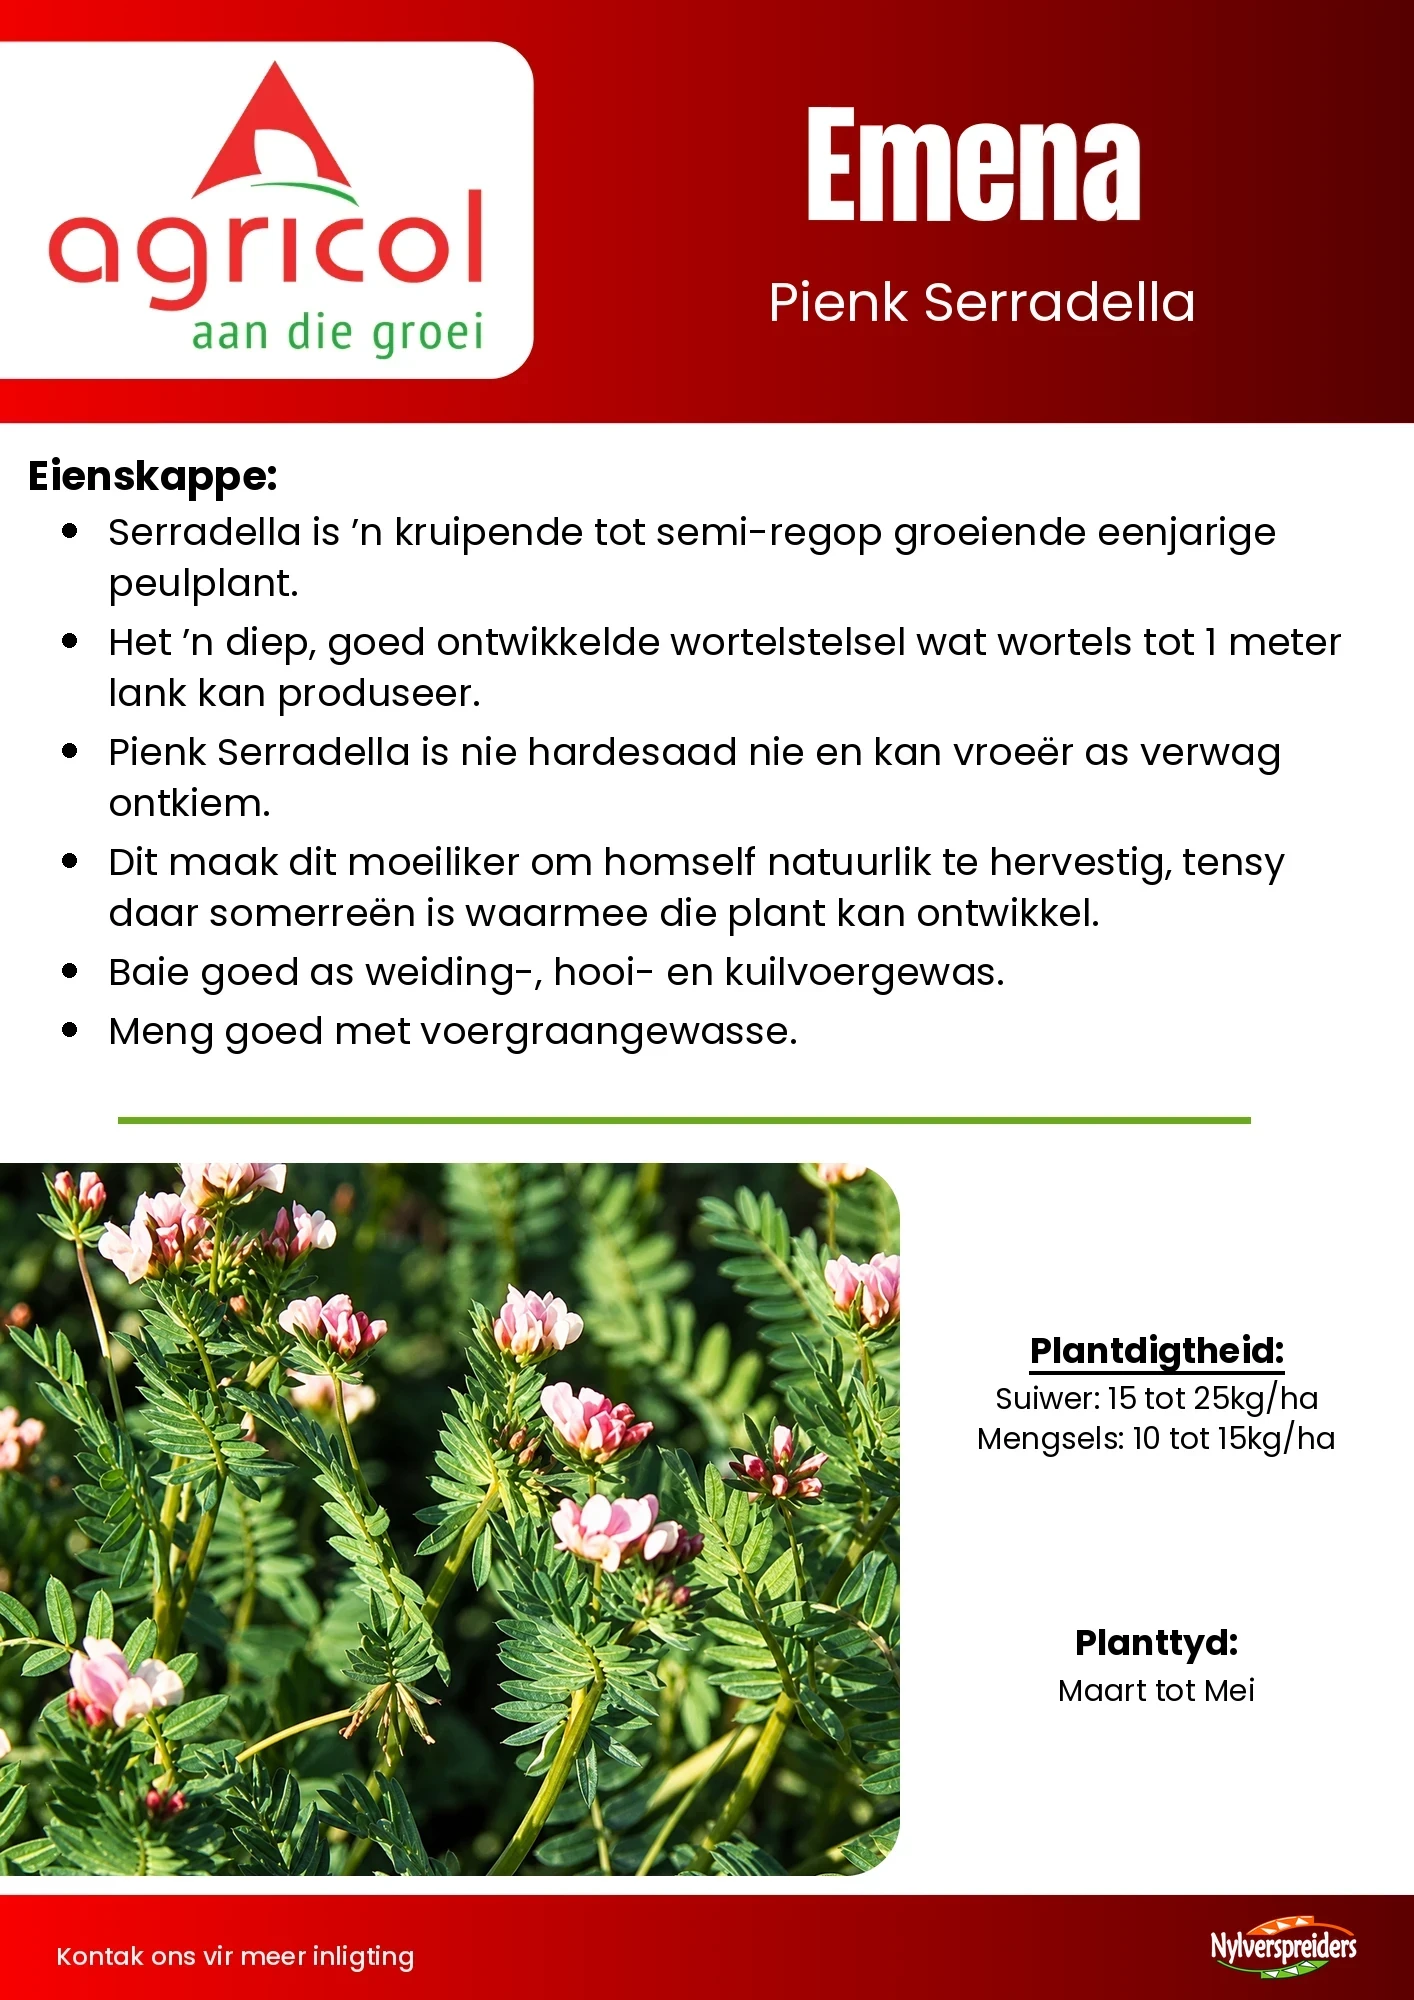 agricol
aan die groei
Emena
Pienk Serradella
Eienskappe:
• Serradella is ’n kruipende tot semi-regop groeiende eenjarige
peulplant.
• Het ’n diep, goed ontwikkelde wortelstelsel wat wortels tot 1 meter
lank kan produseer.
• Pienk Serradella is nie hardesaad nie en kan vroeër as verwag
ontkiem.
• Dit maak dit moeiliker om homself natuurlik te hervestig, tensy
daar somerreën is waarmee die plant kan ontwikkel.
• Baie goed as weiding-, hooi- en kuilvoergewas.
• Meng goed met voergraangewasse.
Plantdigtheid:
Suiwer: 15 tot 25kg/ha
Mengsels: 10 tot 15kg/ha
Planttyd:
Maart tot Mei
Kontak ons vir meer inligting
Nylverspreiders